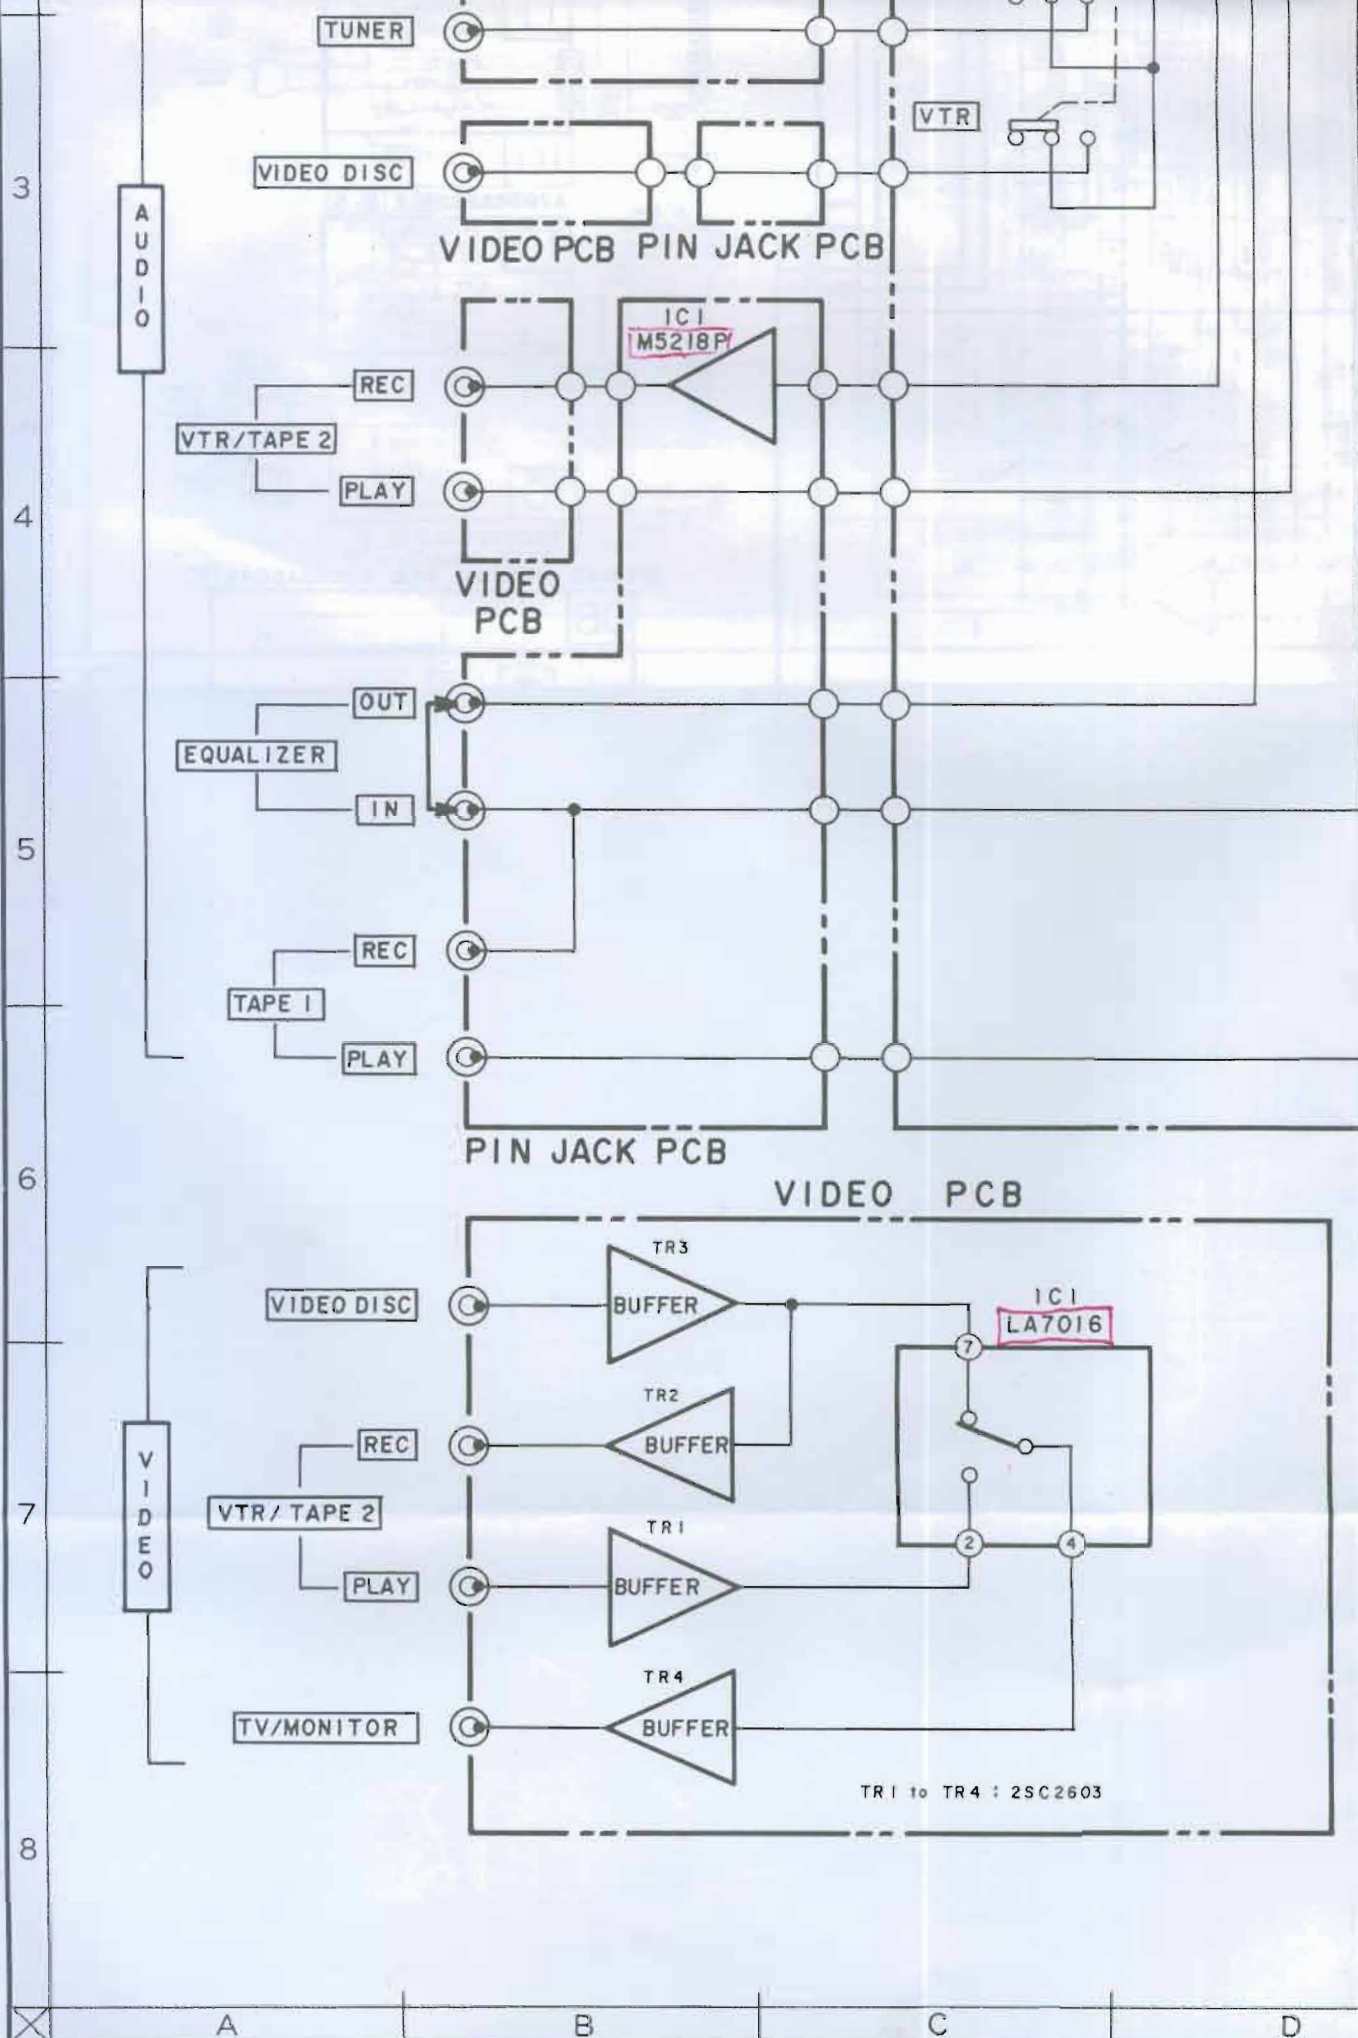 TUNER
VTR
VIDEO DISC
3
AUDIO
VIDEO PCB
PIN JACK PCB
IC1
M5218P
REC
VTR/TAPE 2
PLAY
4
VIDEO
PCB
OUT
EQUALIZER
IN
5
REC
TAPE 1
PLAY
PIN JACK PCB
6
VIDEO PCB
TR3
VIDEO DISC
BUFFER
IC1
LA7016
7
TR2
REC
BUFFER
VIDEO
VTR/TAPE 2
7
TR1
2
4
PLAY
BUFFER
TR4
TV/MONITOR
BUFFER
TR1 to TR4 : 2SC2603
8
A
B
C
D